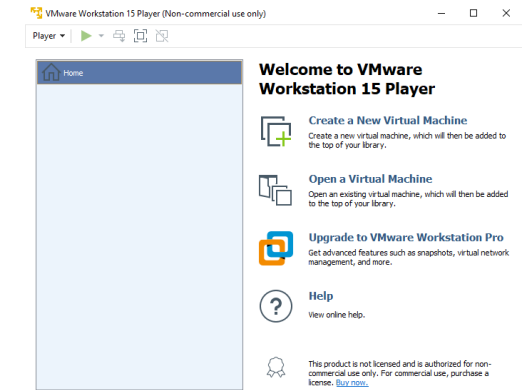 VMware Workstation 15 Player (Non-commercial use only)
Player
Home
Welcome to VMware
Workstation 15 Player
Create a New Virtual Machine
Create a new virtual machine, which will then be added to
the top of your library.
Open a Virtual Machine
Open an existing virtual machine, which will then be added
to the top of your library.
Upgrade to VMware Workstation Pro
Get advanced features such as snapshots, virtual network
management, and more.
Help
View online help.
This product is not licensed and is authorized for non-
commercial use only. For commercial use, purchase a
license. Buy now.